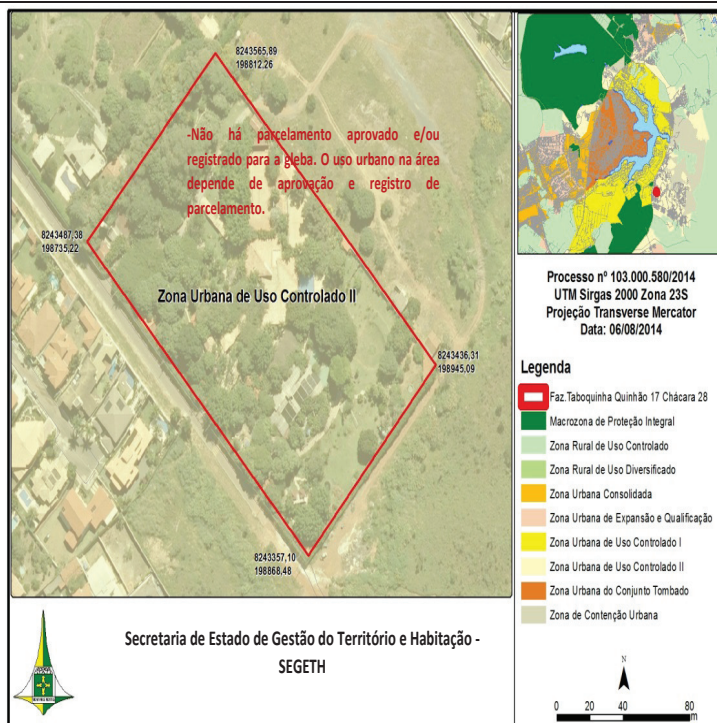 8243565,89
198812.26
-Não há parcelamento aprovado e/ou
registrado para a gleba. O uso urbano na área
depende de aprovação e registro de
parcelamento.
8243487,38
198735,22
Zona Urbana de Uso Controlado II
8243436,31
198945.09
8243357,10
198868,48
Secretaria de Estado de Gestão do Território e Habitação -
SEGETH
Processo nº 103.000.580/2014
UTM Sirgas 2000 Zona 23S
Projeção Transverse Mercator
Data: 06/08/2014
Legenda
Faz.Taboquinha Quinhão 17 Chácara 28
Macrozona de Proteção Integral
Zona Rural de Uso Controlado
Zona Rural de Uso Diversificado
Zona Urbana Consolidada
Zona Urbana de Expansão e Qualificação
Zona Urbana de Uso Controlado I
Zona Urbana de Uso Controlado II
Zona Urbana do Conjunto Tombado
Zona de Contenção Urbana
N
0 20 40 80
m